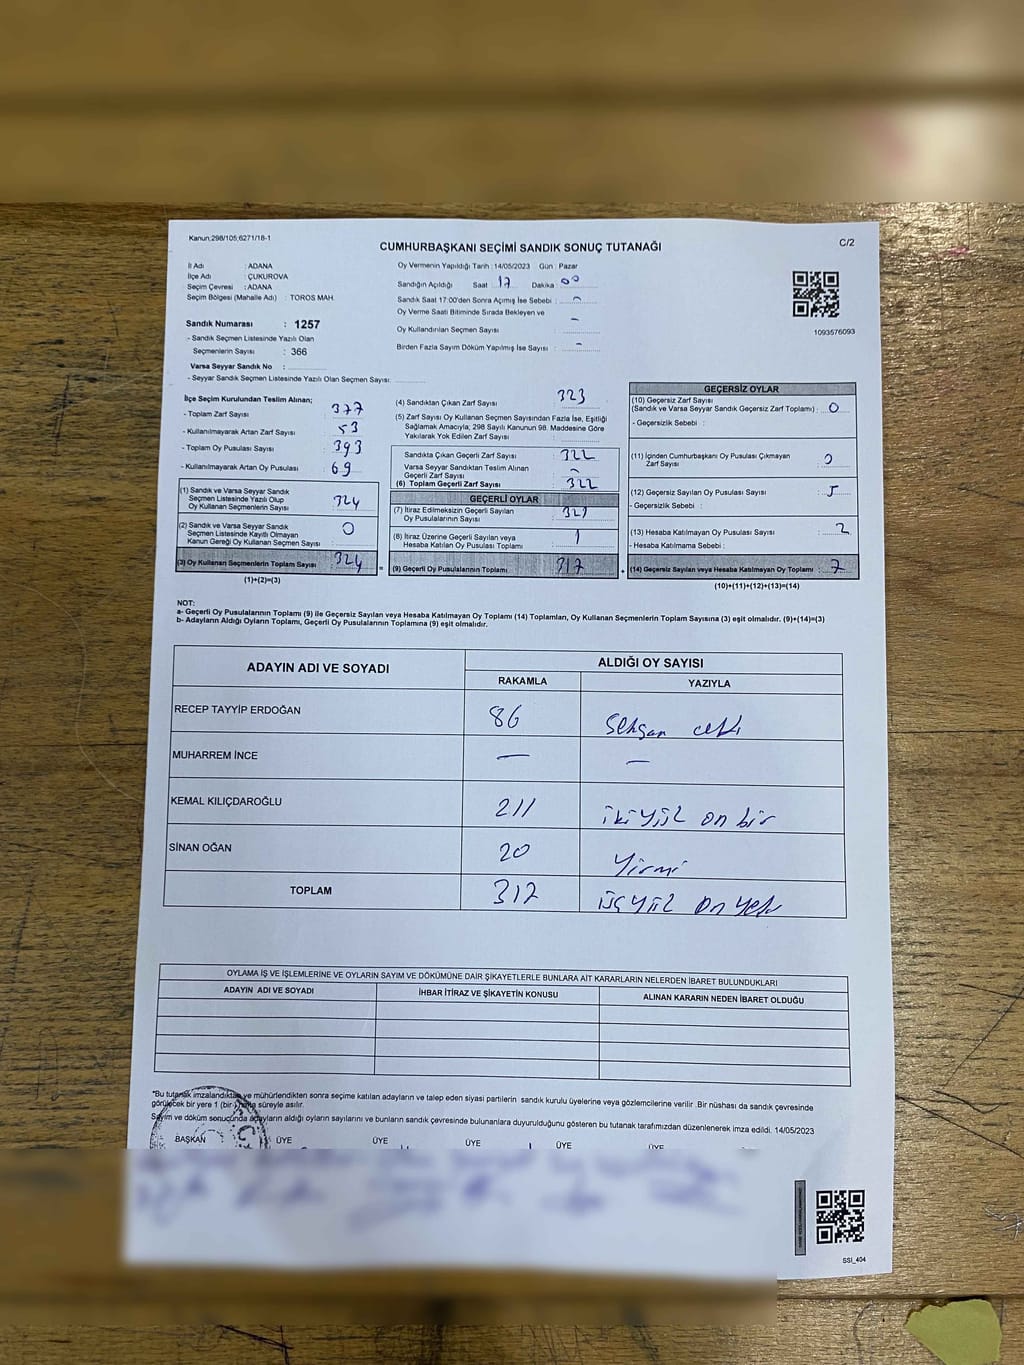 Kanun:298/105;6271/18-1
CUMHURBAŞKANI SEÇİMİ SANDIK SONUÇ TUTANAĞI
C/2
İl Adı : ADANA
İlçe Adı : ÇUKUROVA
Seçim Çevresi : ADANA
Seçim Bölgesi (Mahalle Adı) : TOROS MAH.
Sandık Numarası : 1257
- Sandık Seçmen Listesinde Yazılı Olan
Seçmenlerin Sayısı : 366
Varsa Seyyar Sandık No :
- Seyyar Sandık Seçmen Listesinde Yazılı Olan Seçmen Sayısı:
Oy Vermenin Yapıldığı Tarih : 14/05/2023 Gün : Pazar
Sandığın Açıldığı Saat 17 Dakika 00
Sandık Saat 17:00'den Sonra Açımış İse Sebebi : -
Oy Verme Saati Bitiminde Sırada Bekleyen ve
Oy Kullandırılan Seçmen Sayısı : -
Birden Fazla Sayım Döküm Yapılmış İse Sayısı : -
1093576093
İlçe Seçim Kurulundan Teslim Alınan;
- Toplam Zarf Sayısı : 377
- Kullanılmayarak Artan Zarf Sayısı : 53
- Toplam Oy Pusulası Sayısı : 393
- Kullanılmayarak Artan Oy Pusulası : 69
(1) Sandık ve Varsa Seyyar Sandık
Seçmen Listesinde Yazılı Olup
Oy Kullanan Seçmenlerin Sayısı : 324
(2) Sandık ve Varsa Seyyar Sandık
Seçmen Listesinde Kayıtlı Olmayan
Kanun Gereği Oy Kullanan Seçmen Sayısı : 0
(3) Oy Kullanan Seçmenlerin Toplam Sayısı : 324
(1)+(2)=(3)
(4) Sandıktan Çıkan Zarf Sayısı : 323
(5) Zarf Sayısı Oy Kullanan Seçmen Sayısından Fazla İse, Eşitliği
Sağlamak Amacıyla; 298 Sayılı Kanunun 98. Maddesine Göre
Yakılarak Yok Edilen Zarf Sayısı :
Sandıkta Çıkan Geçerli Zarf Sayısı : 322
Varsa Seyyar Sandıktan Teslim Alınan
Geçerli Zarf Sayısı : -
(6) Toplam Geçerli Zarf Sayısı : 322
GEÇERLİ OYLAR
(7) İtiraz Edilmeksizin Geçerli Sayılan
Oy Pusulalarının Sayısı :
(8) İtiraz Üzerine Geçerli Sayılan veya
Hesaba Katılan Oy Pusulası Toplamı : 1
(9) Geçerli Oy Pusulalarının Toplamı : 317
GEÇERSİZ OYLAR
(10) Geçersiz Zarf Sayısı
(Sandık ve Varsa Seyyar Sandık Geçersiz Zarf Toplamı) : 0
- Geçersizlik Sebebi :
(11) İçinden Cumhurbaşkanı Oy Pusulası Çıkmayan
Zarf Sayısı : 0
(12) Geçersiz Sayılan Oy Pusulası Sayısı : 5
- Geçersizlik Sebebi :
(13) Hesaba Katılmayan Oy Pusulası Sayısı : 2
- Hesaba Katılmama Sebebi :
(14) Geçersiz Sayılan veya Hesaba Katılmayan Oy Toplamı : 7
(10)+(11)+(12)+(13)=(14)
NOT:
a- Geçerli Oy Pusulalarının Toplamı (9) ile Geçersiz Sayılan veya Hesaba Katılmayan Oy Toplamı (14) Toplamları, Oy Kullanan Seçmenlerin Toplam Sayısına (3) eşit olmalıdır. (9)+(14)=(3)
b- Adayların Aldığı Oyların Toplamı, Geçerli Oy Pusulalarının Toplamına (9) eşit olmalıdır.
ADAYIN ADI VE SOYADI
ALDIĞI OY SAYISI
RAKAMLA YAZIYLA
RECEP TAYYİP ERDOĞAN 86 Seksan altı
MUHARREM İNCE — —
KEMAL KILIÇDAROĞLU 211 ikiyüz on bir
SİNAN OĞAN 20 Yirmi
TOPLAM 317 üçyüz on yedi
OYLAMA İŞ VE İŞLEMLERİNE VE OYLARIN SAYIM VE DÖKÜMÜNE DAİR ŞİKAYETLERLE BUNLARA AİT KARARLARIN NELERDEN İBARET BULUNDUKLARI
ADAYIN ADI VE SOYADI İHBAR İTİRAZ VE ŞİKAYETİN KONUSU ALINAN KARARIN NEDEN İBARET OLDUĞU
*Bu tutanak imzalandıktan ve mühürlendikten sonra seçime katılan adayların ve talep eden siyasi partilerin sandık kurulu üyelerine veya gözlemcilerine verilir .Bir nüshası da sandık çevresinde
görülecek bir yere 1 (bir) hafta süreyle asılır.
Sayım ve döküm sonucunda adayların aldığı oyların sayılarını ve bunların sandık çevresinde bulunanlara duyurulduğunu gösteren bu tutanak tarafımızdan düzenlenerek imza edildi. 14/05/2023
BAŞKAN ÜYE ÜYE ÜYE ÜYE ÜYE
SSI_404